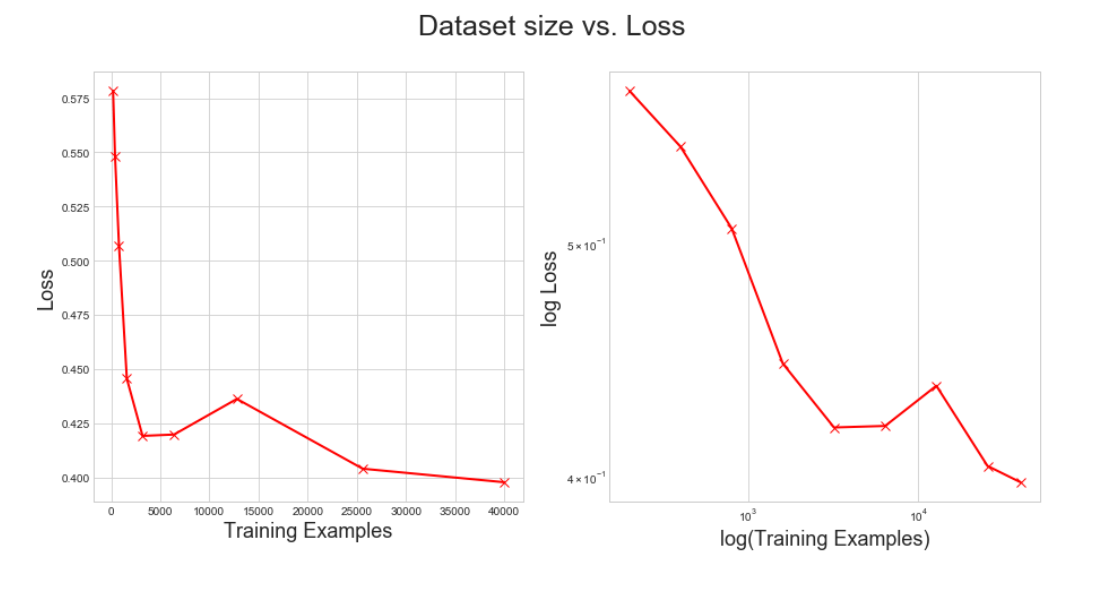 Dataset size vs. Loss
Loss
0.575
0.550
0.525
0.500
0.475
0.450
0.425
0.400
0 5000 10000 15000 20000 25000 30000 35000 40000
Training Examples
log Loss
5 × 10⁻¹
4 × 10⁻¹
10³ 10⁴
log(Training Examples)